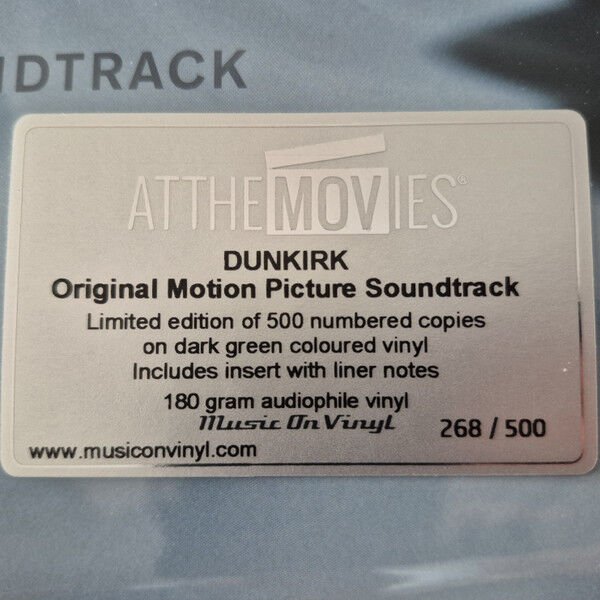 NDTRACK
ATTHEMOVIES®
DUNKIRK
Original Motion Picture Soundtrack
Limited edition of 500 numbered copies
on dark green coloured vinyl
Includes insert with liner notes
180 gram audiophile vinyl
Music On Vinyl 268 / 500
www.musiconvinyl.com